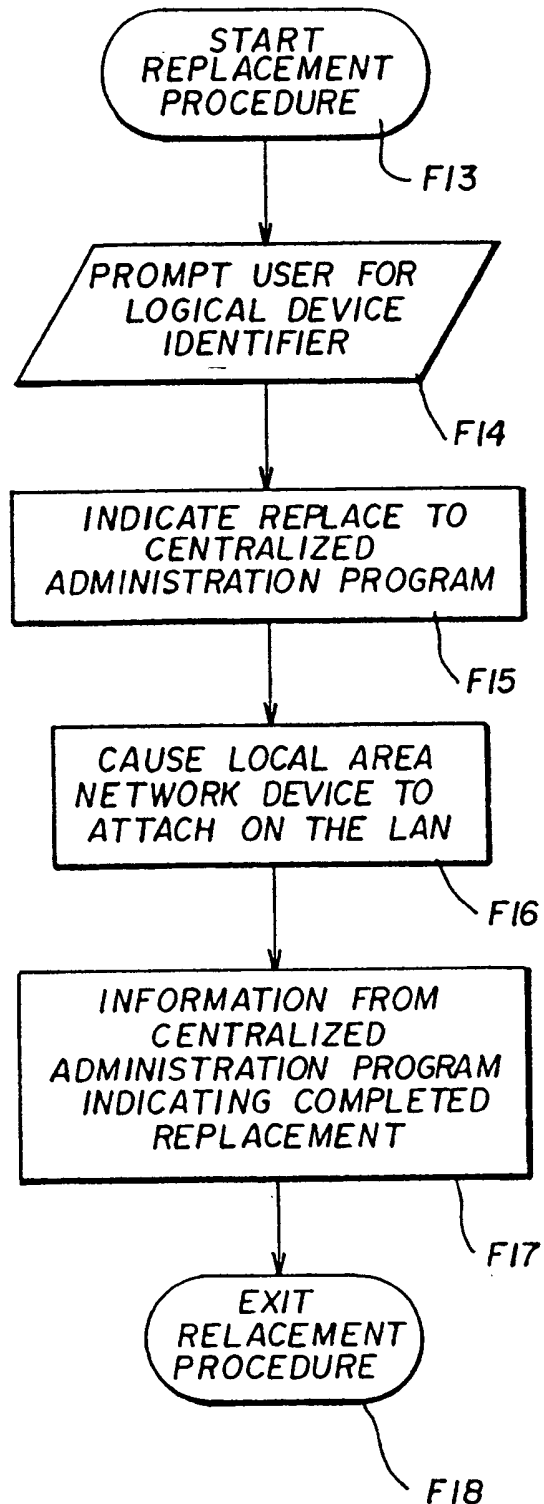 START
REPLACEMENT
PROCEDURE
F13
PROMPT USER FOR
LOGICAL DEVICE
IDENTIFIER
F14
INDICATE REPLACE TO
CENTRALIZED
ADMINISTRATION PROGRAM
F15
CAUSE LOCAL AREA
NETWORK DEVICE TO
ATTACH ON THE LAN
F16
INFORMATION FROM
CENTRALIZED
ADMINISTRATION PROGRAM
INDICATING COMPLETED
REPLACEMENT
F17
EXIT
RELACEMENT
PROCEDURE
F18